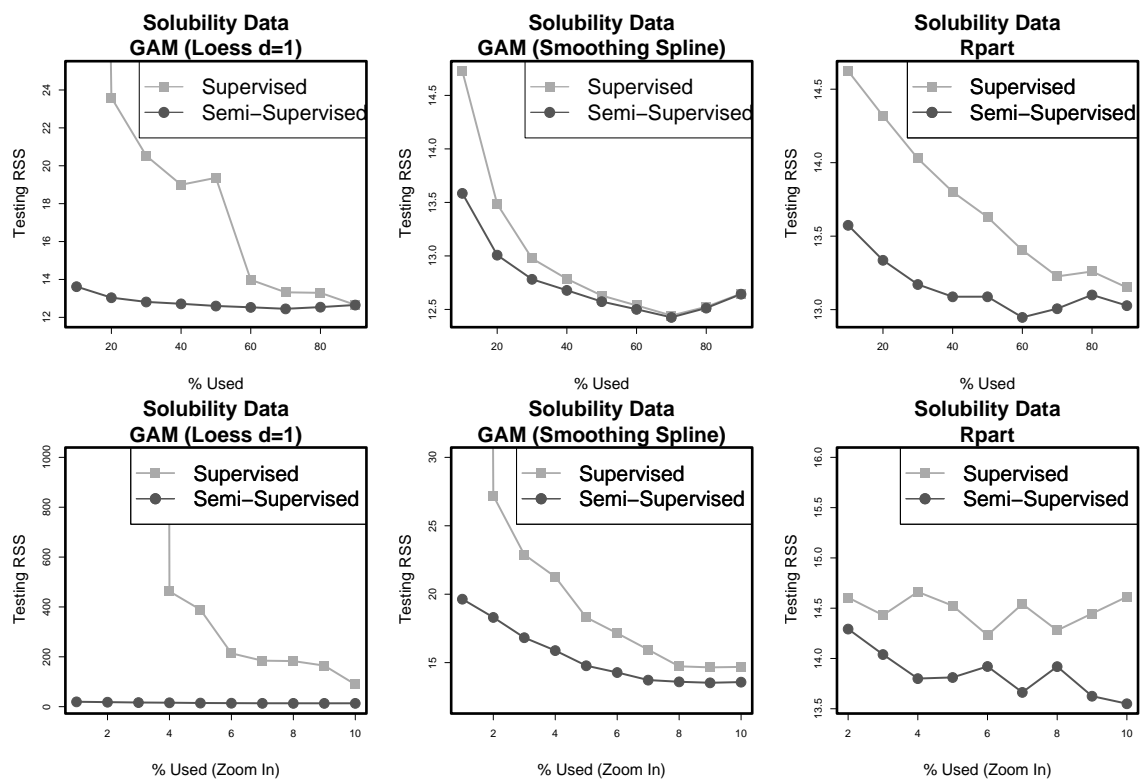 Solubility Data
GAM (Loess d=1)
Supervised
Semi−Supervised
Testing RSS
12 14 16 18 20 22 24
20 40 60 80
% Used
Solubility Data
GAM (Smoothing Spline)
Supervised
Semi−Supervised
Testing RSS
12.5 13.0 13.5 14.0 14.5
20 40 60 80
% Used
Solubility Data
Rpart
Supervised
Semi−Supervised
Testing RSS
13.0 13.5 14.0 14.5
20 40 60 80
% Used
Solubility Data
GAM (Loess d=1)
Supervised
Semi−Supervised
Testing RSS
0 200 400 600 800 1000
2 4 6 8 10
% Used (Zoom In)
Solubility Data
GAM (Smoothing Spline)
Supervised
Semi−Supervised
Testing RSS
15 20 25 30
2 4 6 8 10
% Used (Zoom In)
Solubility Data
Rpart
Supervised
Semi−Supervised
Testing RSS
13.5 14.0 14.5 15.0 15.5 16.0
2 4 6 8 10
% Used (Zoom In)